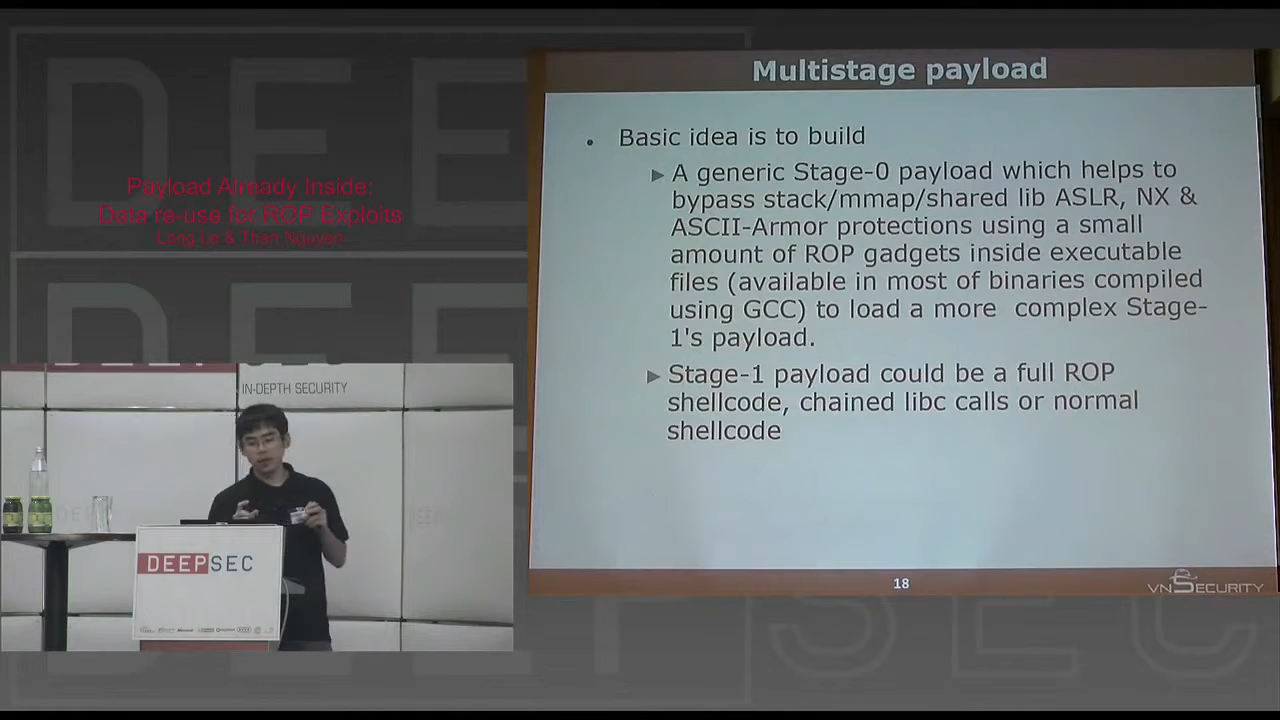 Payload Already Inside:
Data re-use for ROP Exploits
Long Le & Than Nguyen
Multistage payload
• Basic idea is to build
▶ A generic Stage-0 payload which helps to
bypass stack/mmap/shared lib ASLR, NX &
ASCII-Armor protections using a small
amount of ROP gadgets inside executable
files (available in most of binaries compiled
using GCC) to load a more complex Stage-
1's payload.
▶ Stage-1 payload could be a full ROP
shellcode, chained libc calls or normal
shellcode
18
VNSECURITY
IN-DEPTH SECURITY
DEEPSEC